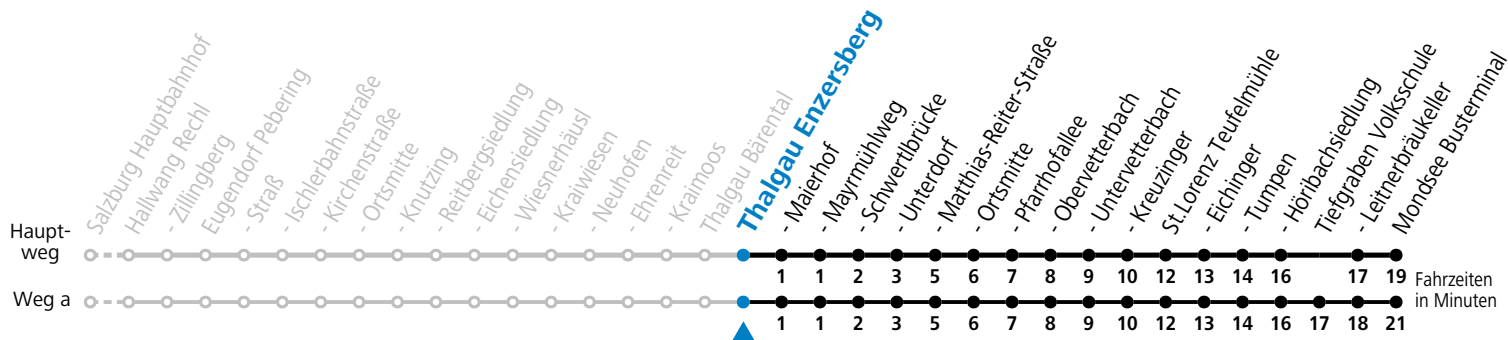 Salzburg Hauptbahnhof
Hallwang Rechl
- Zillingberg
Eugendorf Pebering
- Straß
- Ischlerbahnstraße
- Kirchenstraße
- Ortsmitte
- Knutzing
- Reitbergsiedlung
- Eichensiedlung
- Wiesnerhäusl
- Kraiwiesen
- Neuhofen
- Ehrenreit
- Kraimoos
Thalgau Bärental
Thalgau Enzersberg
- Maierhof
- Mayrmühlweg
- Schwertlbrücke
- Unterdorf
- Matthias-Reiter-Straße
- Ortsmitte
- Pfarrhofallee
- Obervetterbach
- Untervetterbach
- Kreuzinger
St.Lorenz Teufelmühle
- Eichinger
- Tumpen
- Höribachsiedlung
Tiefgraben Volksschule
- Leitnerbräukeller
Mondsee Busterminal
Haupt-
weg
1 1 2 3 5 6 7 8 9 10 12 13 14 16 17 19
Fahrzeiten
in Minuten
Weg a
1 1 2 3 5 6 7 8 9 10 12 13 14 16 17 18 21